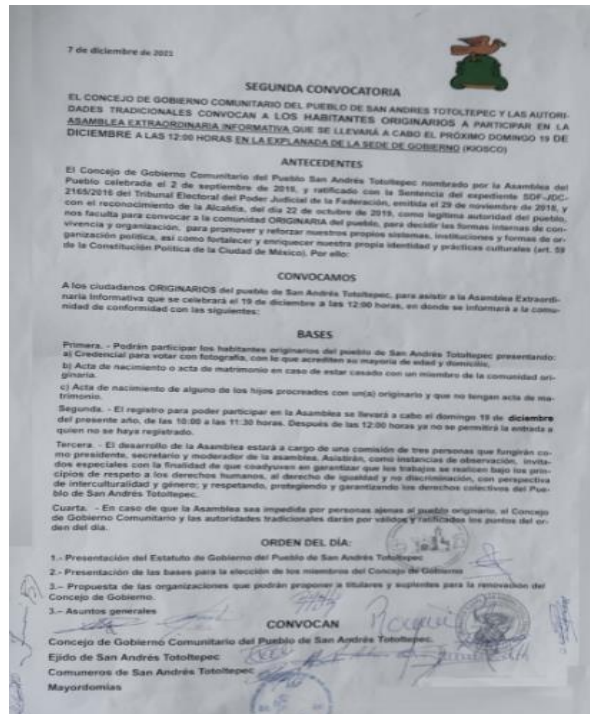 7 de diciembre de 2021
SEGUNDA CONVOCATORIA
EL CONCEJO DE GOBIERNO COMUNITARIO DEL PUEBLO DE SAN ANDRES TOTOLTEPEC Y LAS AUTORI-
DADES TRADICIONALES CONVOCAN A LOS HABITANTES ORIGINARIOS A PARTICIPAR EN LA
ASAMBLEA EXTRAORDINARIA INFORMATIVA QUE SE LLEVARÁ A CABO EL PRÓXIMO DOMINGO 19 DE
DICIEMBRE A LAS 12:00 HORAS EN LA EXPLANADA DE LA SEDE DE GOBIERNO (KIOSCO)
ANTECEDENTES
El Concejo de Gobierno Comunitario del Pueblo San Andrés Totoltepec nombrado por la Asamblea del
Pueblo celebrada el 2 de septiembre de 2018, y ratificado con la Sentencia del expediente SDF-JDC-
2165/2016 del Tribunal Electoral del Poder Judicial de la Federación, emitida el 29 de noviembre de 2018, y
con el reconocimiento de la Alcaldía, del día 22 de octubre de 2019, como legítima autoridad del pueblo,
nos faculta para convocar a la comunidad ORIGINARIA del pueblo, para decidir las formas internas de con-
vivencia y organización, para promover y reforzar nuestros propios sistemas, instituciones y formas de or-
ganización política, así como fortalecer y enriquecer nuestra propia identidad y prácticas culturales (art. 59
de la Constitución Política de la Ciudad de México). Por ello:
CONVOCAMOS
A los ciudadanos ORIGINARIOS del pueblo de San Andrés Totoltepec, para asistir a la Asamblea Extraordi-
naria Informativa que se celebrará el 19 de diciembre a las 12:00 horas, en donde se informará a la comu-
nidad de conformidad con las siguientes:
BASES
Primera. - Podrán participar los habitantes originarios del pueblo de San Andrés Totoltepec presentando:
a) Credencial para votar con fotografía, con lo que acrediten su mayoría de edad y domicilio,
b) Acta de nacimiento o acta de matrimonio en caso de estar casado con un miembro de la comunidad ori-
ginaria.
c) Acta de nacimiento de alguno de los hijos procreados con un(a) originario y que no tengan acta de ma-
trimonio.
Segunda. - El registro para poder participar en la Asamblea se llevará a cabo el domingo 19 de diciembre
del presente año, de las 10:00 a las 11:30 horas. Después de las 12:00 horas ya no se permitirá la entrada a
quien no se haya registrado.
Tercera. - El desarrollo de la Asamblea estará a cargo de una comisión de tres personas que fungirán co-
mo presidente, secretario y moderador de la asamblea. Asistirán, como instancias de observación, invita-
dos especiales con la finalidad de que coadyuven en garantizar que los trabajos se realicen bajo los prin-
cipios de respeto a los derechos humanos, al derecho de igualdad y no discriminación, con perspectiva
de interculturalidad y género; y respetando, protegiendo y garantizando los derechos colectivos del Pue-
blo de San Andrés Totoltepec.
Cuarta. - En caso de que la Asamblea sea impedida por personas ajenas al pueblo originario, el Concejo
de Gobierno Comunitario y las autoridades tradicionales darán por válidos y ratificados los puntos del or-
den del día.
ORDEN DEL DÍA:
1.- Presentación del Estatuto de Gobierno del Pueblo de San Andrés Totoltepec
2.- Presentación de las bases para la elección de los miembros del Concejo de Gobierno
3.– Propuesta de las organizaciones que podrán proponer a titulares y suplentes para la renovación del
Concejo de Gobierno.
3.– Asuntos generales
CONVOCAN
Concejo de Gobierno Comunitario del Pueblo de San Andrés Totoltepec
Ejido de San Andrés Totoltepec
Comuneros de San Andrés Totoltepec
Mayordomías